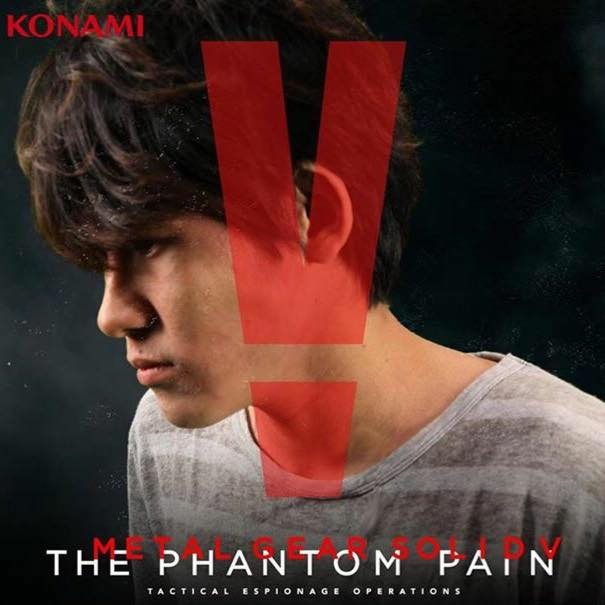 KONAMI
!
METAL GEAR SOLID V
THE PHANTOM PAIN
TACTICAL ESPIONAGE OPERATIONS